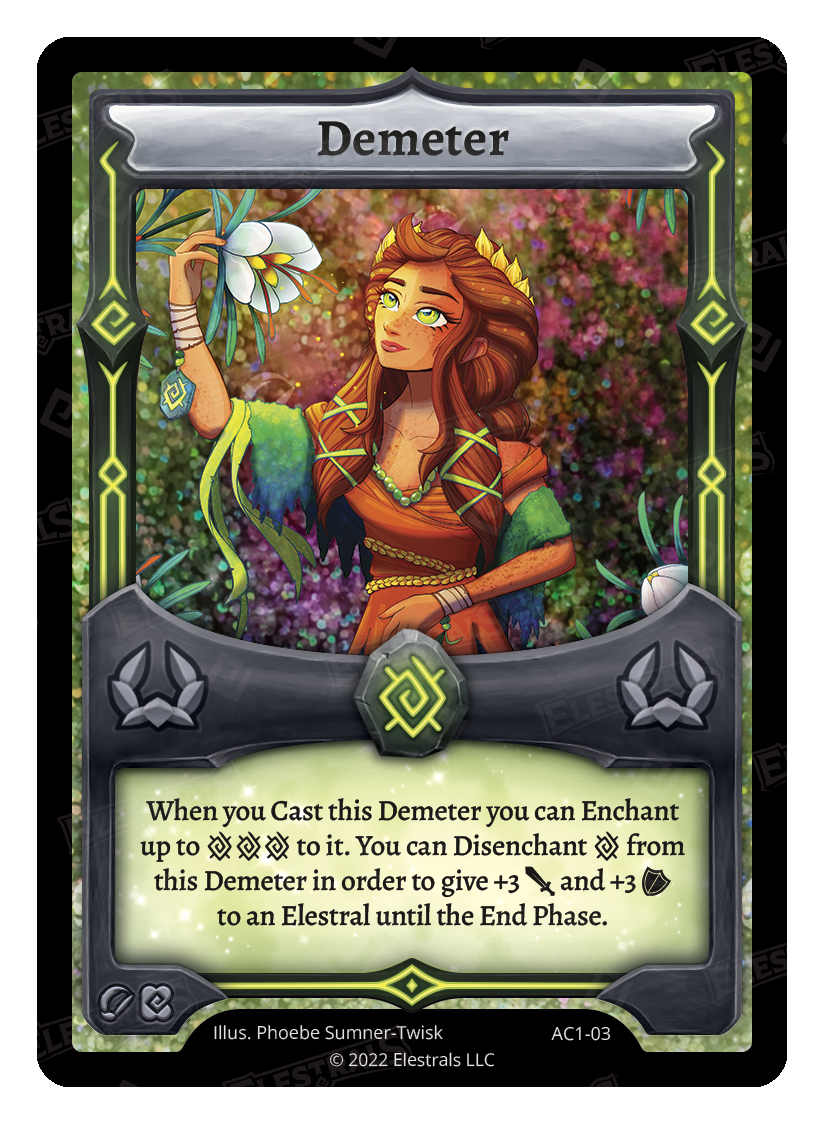 Demeter
When you Cast this Demeter you can Enchant
up to to it. You can Disenchant from
this Demeter in order to give +3 and +3
to an Elestral until the End Phase.
Illus. Phoebe Sumner-Twisk AC1-03
© 2022 Elestrals LLC